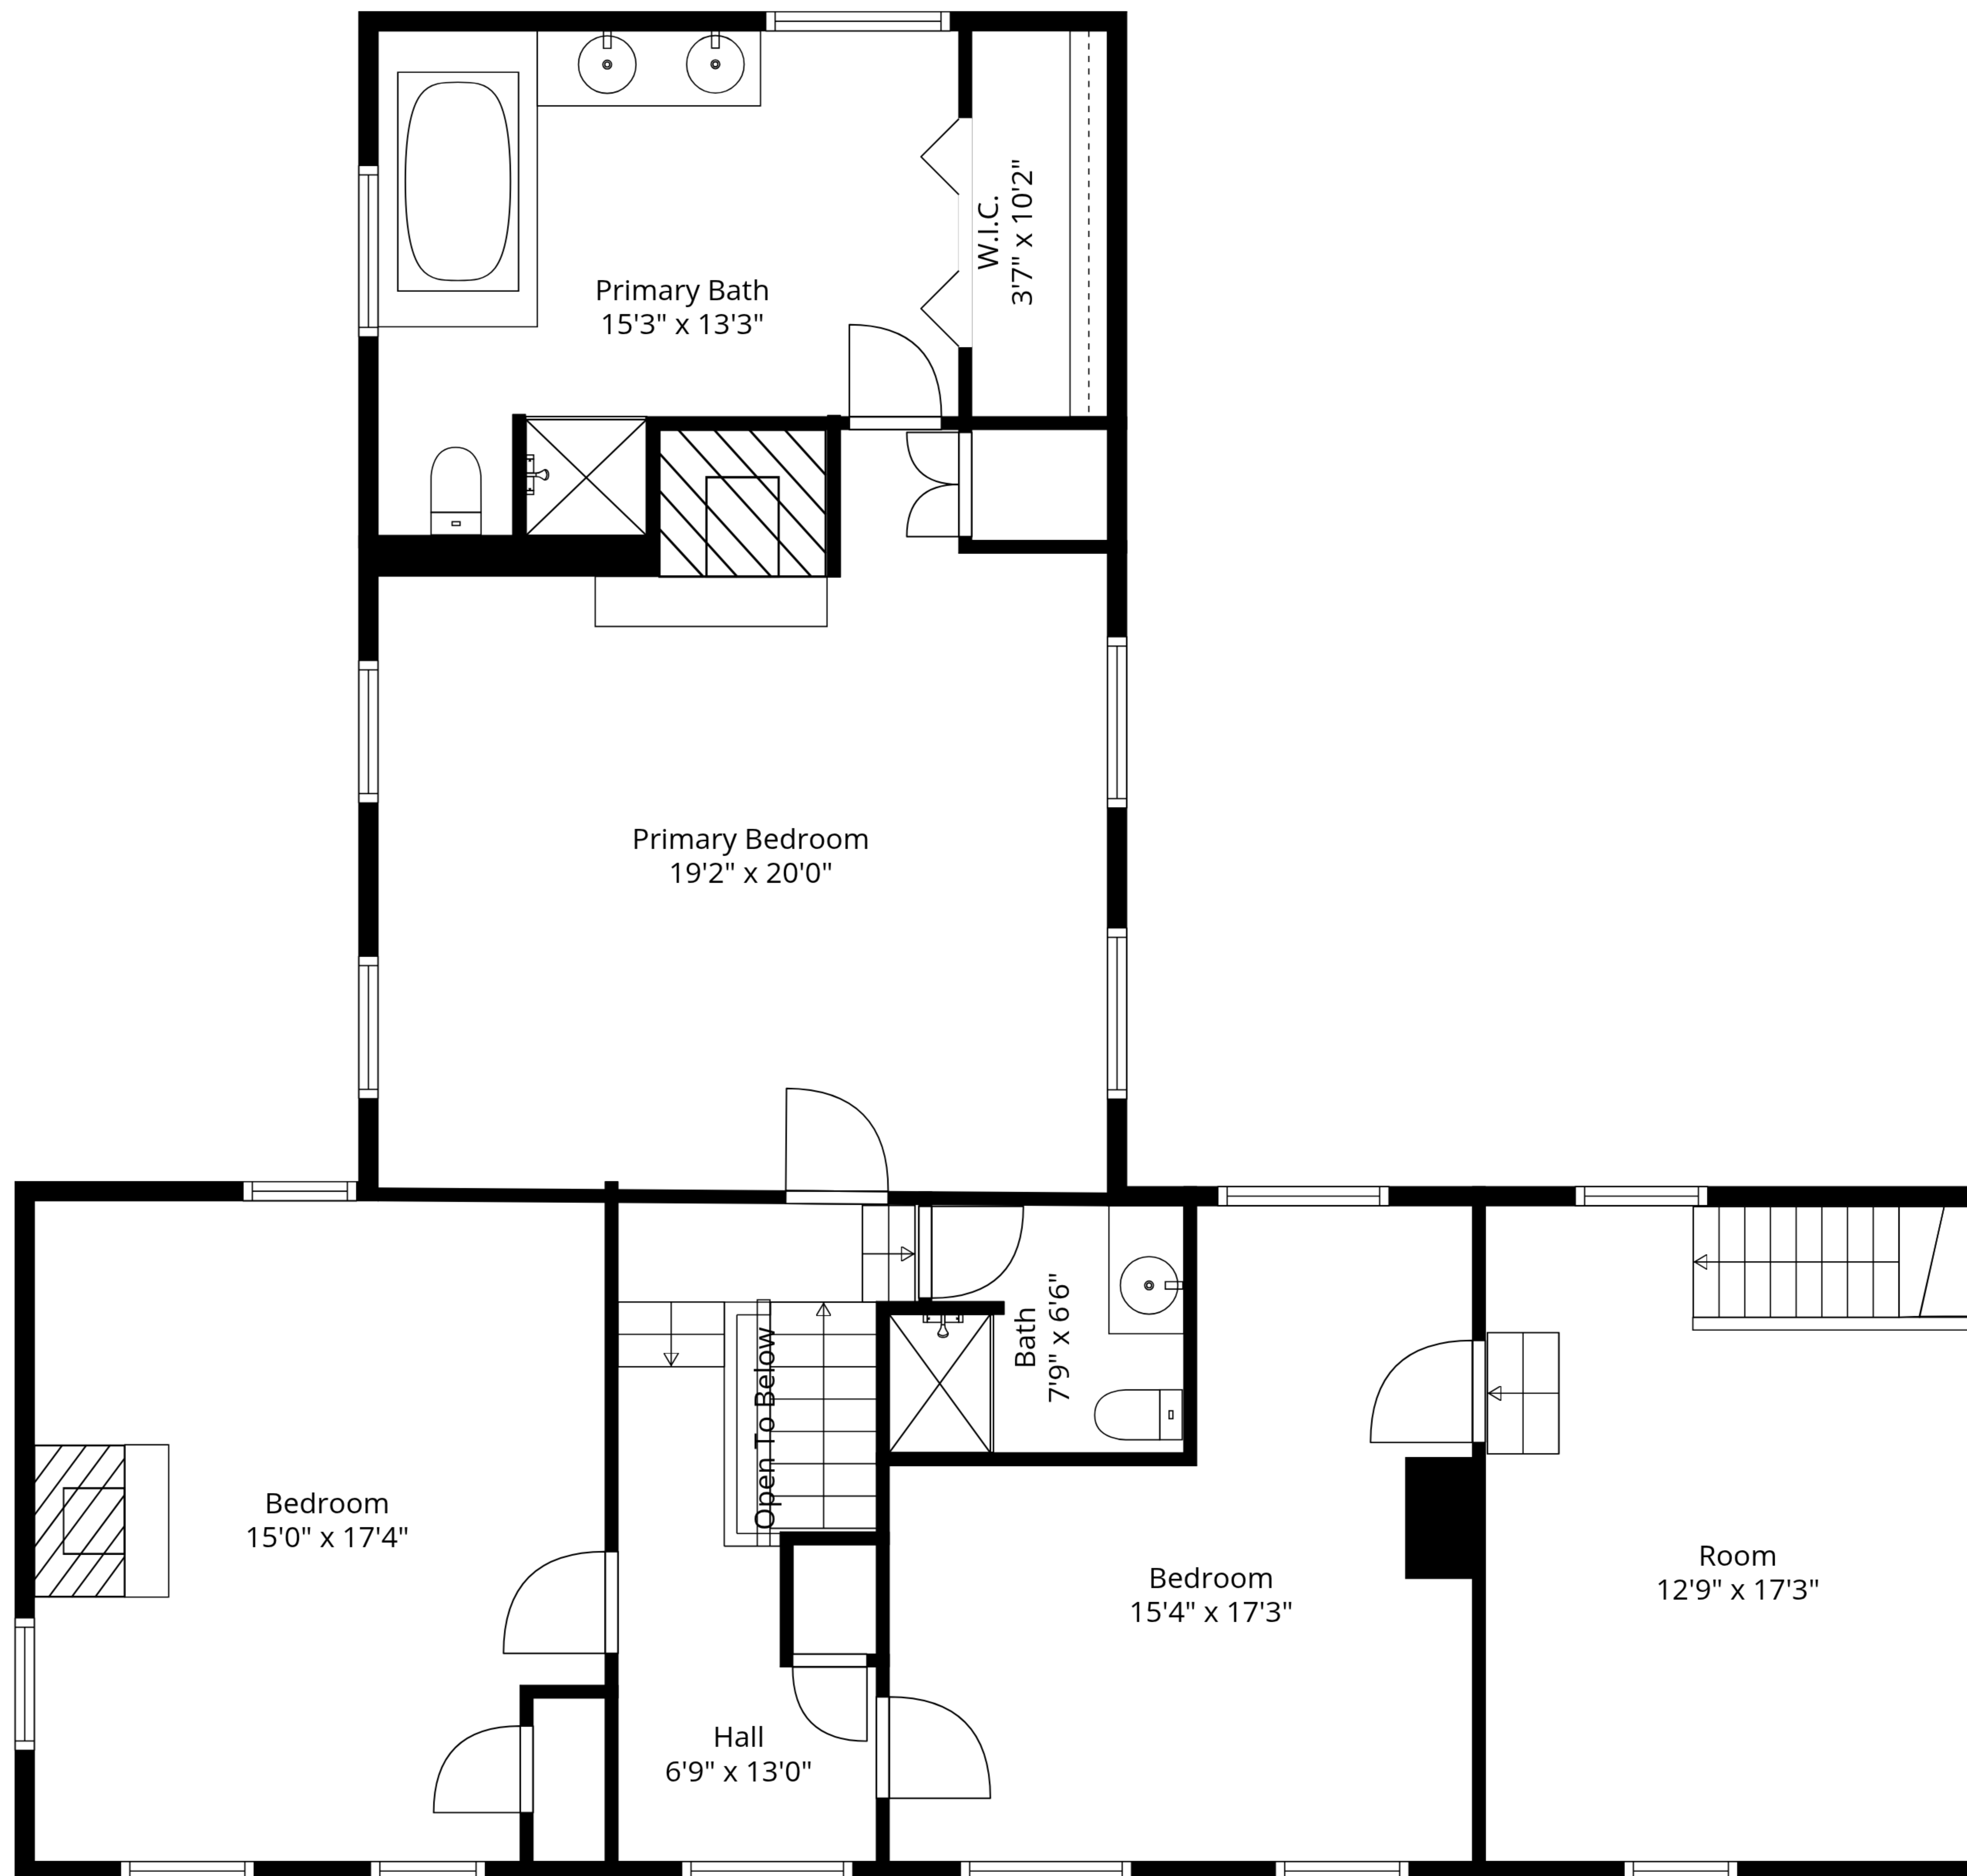 Primary Bath
15'3" x 13'3"
W.I.C.
3'7" x 10'2"
Primary Bedroom
19'2" x 20'0"
Bath
7'9" x 6'6"
Open To Below
Bedroom
15'0" x 17'4"
Bedroom
15'4" x 17'3"
Room
12'9" x 17'3"
Hall
6'9" x 13'0"